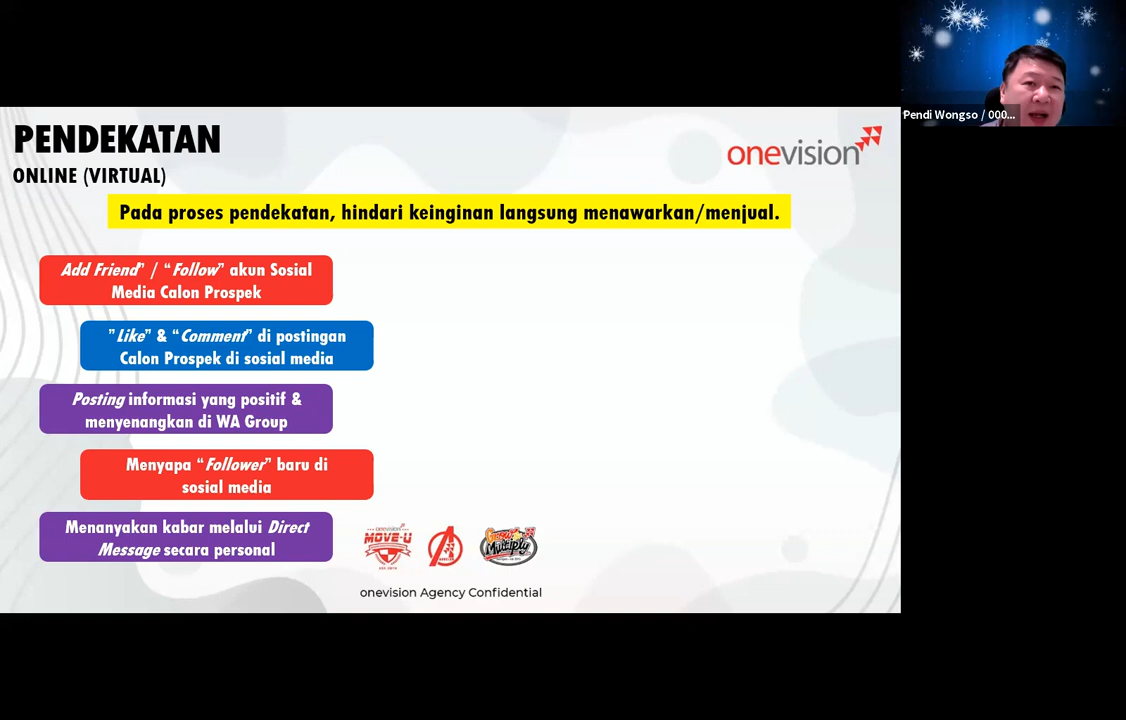 PENDEKATAN
ONLINE (VIRTUAL)
onevision
Pada proses pendekatan, hindari keinginan langsung menawarkan/menjual.
Add Friend” / “Follow” akun Sosial
Media Calon Prospek
”Like” & “Comment” di postingan
Calon Prospek di sosial media
Posting informasi yang positif &
menyenangkan di WA Group
Menyapa “Follower” baru di
sosial media
Menanyakan kabar melalui Direct
Message secara personal
onevision
MOVE-U
Multiply
onevision Agency Confidential
Pendi Wongso / 000...